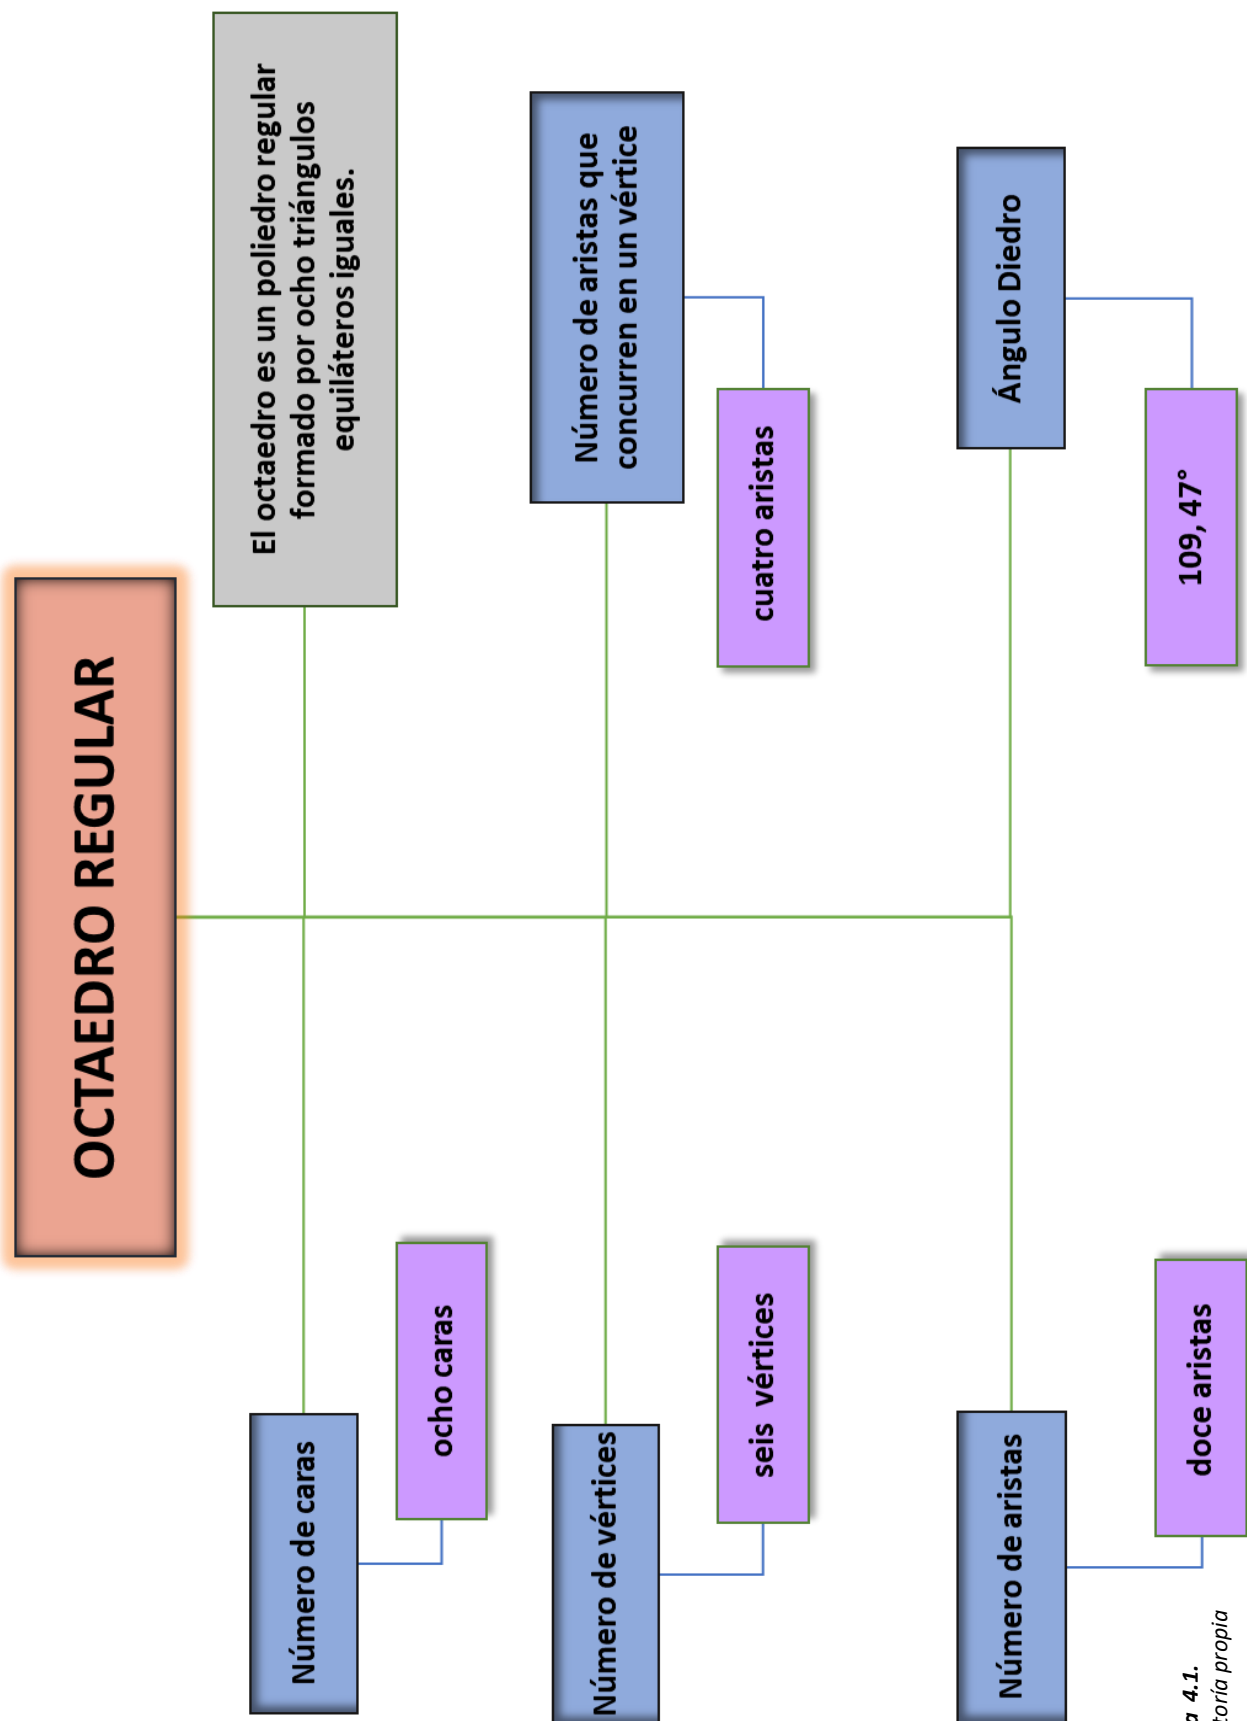 OCTAEDRO REGULAR
El octaedro es un poliedro regular
formado por ocho triángulos
equiláteros iguales.
Número de caras
ocho caras
Número de aristas que
concurren en un vértice
cuatro aristas
Número de vértices
seis vértices
Ángulo Diedro
109, 47°
Número de aristas
doce aristas
4.1.
propia